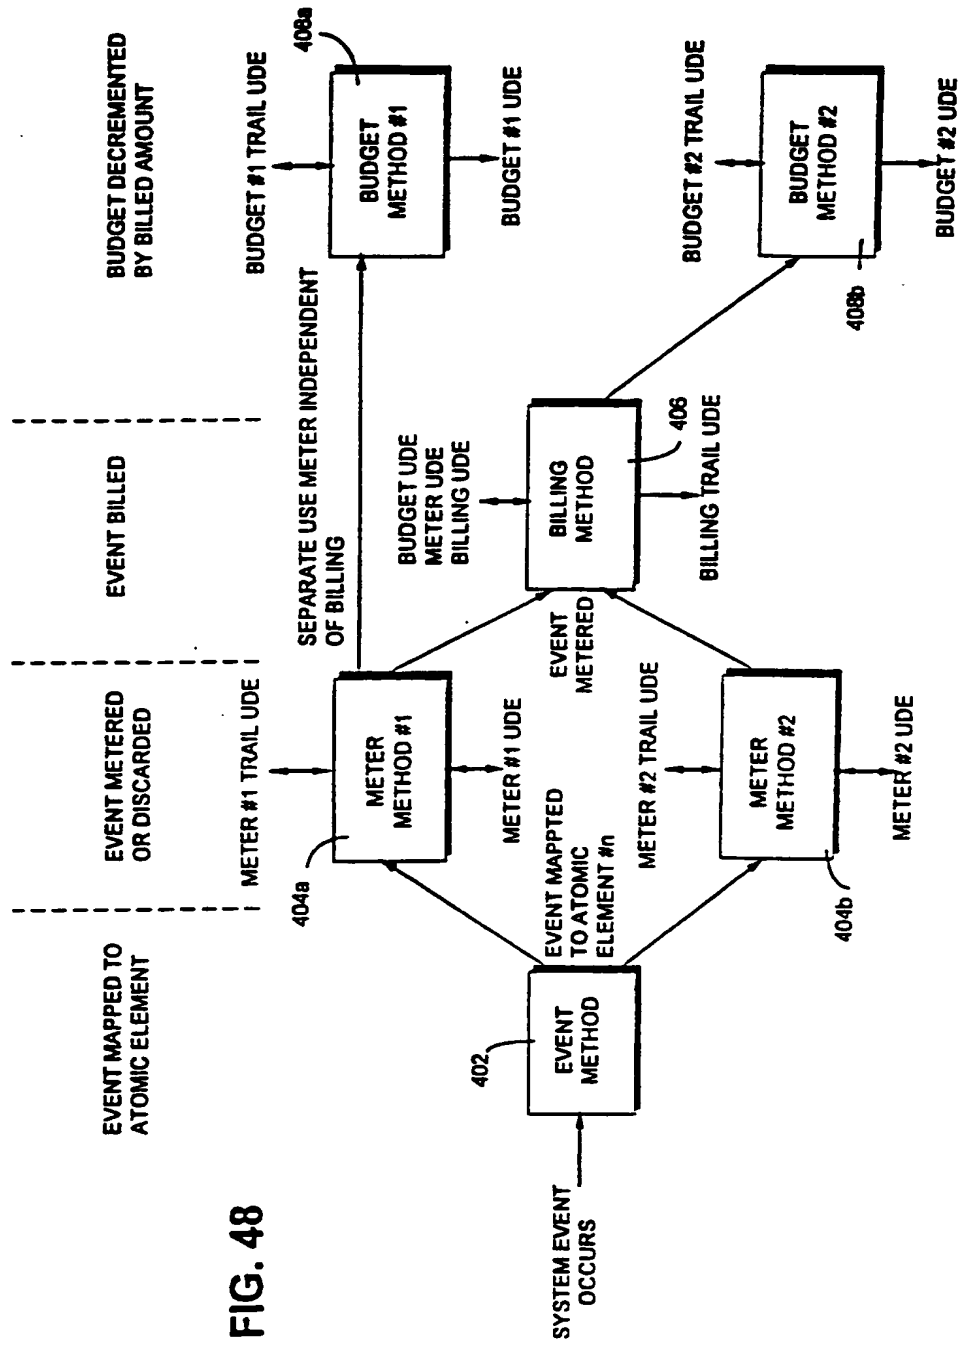 FIG. 48
EVENT MAPPED TO
ATOMIC ELEMENT
EVENT METERED
OR DISCARDED
EVENT BILLED
BUDGET DECREMENTED
BY BILLED AMOUNT
SYSTEM EVENT
OCCURS
402
EVENT
METHOD
EVENT MAPPTED
TO ATOMIC
ELEMENT #n
METER #1 TRAIL UDE
404a
METER
METHOD #1
METER #1 UDE
METER #2 TRAIL UDE
METER
METHOD #2
404b
METER #2 UDE
SEPARATE USE METER INDEPENDENT
OF BILLING
EVENT
METERED
BUDGET UDE
METER UDE
BILLING UDE
BILLING
METHOD
406
BILLING TRAIL UDE
BUDGET #1 TRAIL UDE
408a
BUDGET
METHOD #1
BUDGET #1 UDE
BUDGET #2 TRAIL UDE
BUDGET
METHOD #2
408b
BUDGET #2 UDE